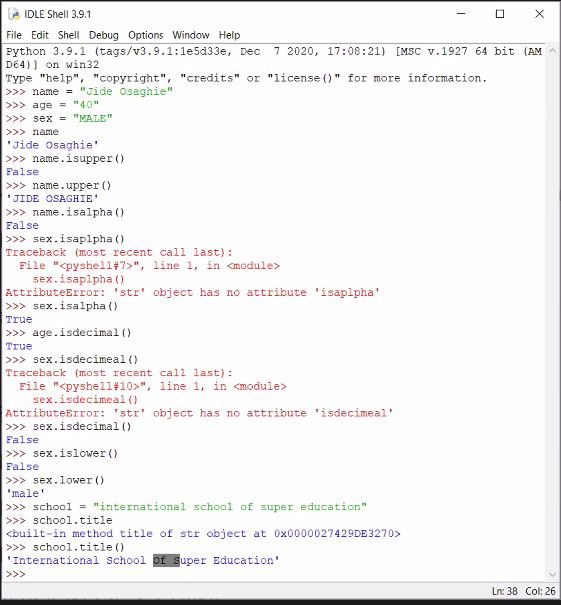 IDLE Shell 3.9.1
File Edit Shell Debug Options Window Help
Python 3.9.1 (tags/v3.9.1:1e5d33e, Dec  7 2020, 17:08:21) [MSC v.1927 64 bit (AM
D64)] on win32
Type "help", "copyright", "credits" or "license()" for more information.
>>> name = "Jide Osaghie"
>>> age = "40"
>>> sex = "MALE"
>>> name
'Jide Osaghie'
>>> name.isupper()
False
>>> name.upper()
'JIDE OSAGHIE'
>>> name.isalpha()
False
>>> sex.isaplpha()
Traceback (most recent call last):
  File "<pyshell#7>", line 1, in <module>
    sex.isaplpha()
AttributeError: 'str' object has no attribute 'isaplpha'
>>> sex.isalpha()
True
>>> age.isdecimal()
True
>>> sex.isdecimeal()
Traceback (most recent call last):
  File "<pyshell#10>", line 1, in <module>
    sex.isdecimeal()
AttributeError: 'str' object has no attribute 'isdecimeal'
>>> sex.isdecimal()
False
>>> sex.islower()
False
>>> sex.lower()
'male'
>>> school = "international school of super education"
>>> school.title
<built-in method title of str object at 0x0000027429DE3270>
>>> school.title()
'International School Of Super Education'
>>>
Ln: 38 Col: 26